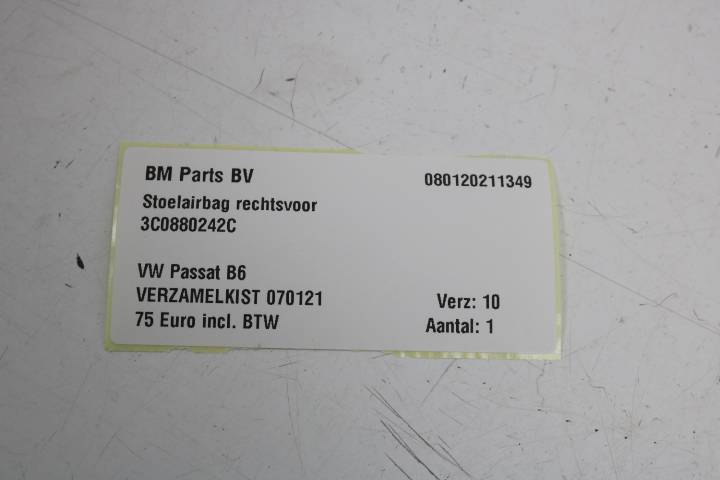 BM Parts BV 080120211349
Stoelairbag rechtsvoor
3C0880242C
VW Passat B6
VERZAMELKIST 070121 Verz: 10
75 Euro incl. BTW Aantal: 1